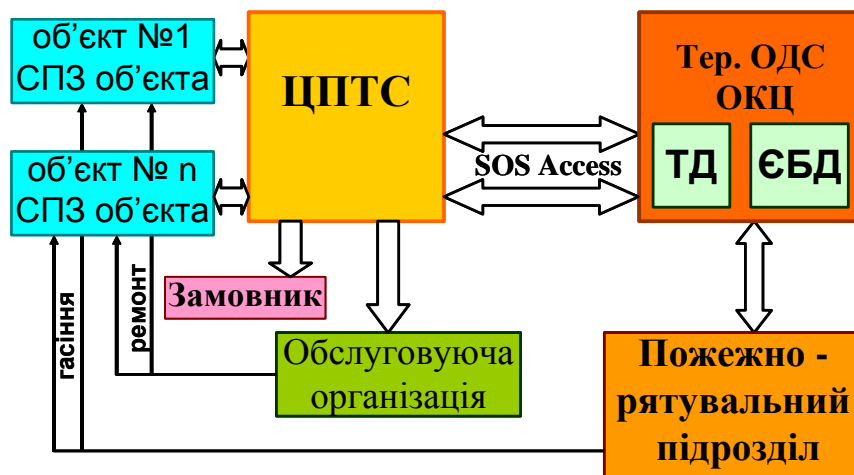 об’єкт №1
СПЗ об’єкта
ЦПТС
Тер. ОДС
ОКЦ
SOS Access
ТД
ЄБД
об’єкт № n
СПЗ об’єкта
Замовник
гасіння
ремонт
Обслуговуюча
організація
Пожежно -
рятувальний
підрозділ